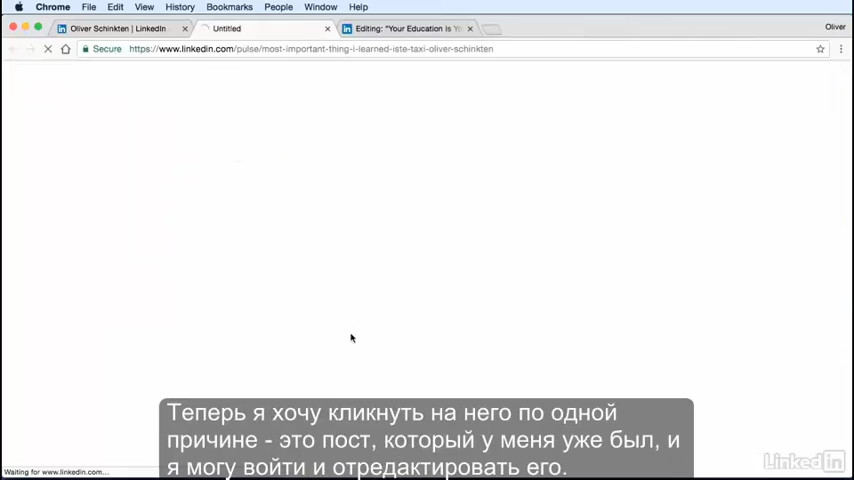 Chrome File Edit View History Bookmarks People Window Help
Oliver Schinkten | LinkedIn Untitled Editing: "Your Education Is Yo Oliver
Secure https://www.linkedin.com/pulse/most-important-thing-i-learned-iste-taxi-oliver-schinkten
Теперь я хочу кликнуть на него по одной
причине - это пост, который у меня уже был, и
я могу войти и отредактировать его.
Waiting for www.linkedin.com...
LinkedIn